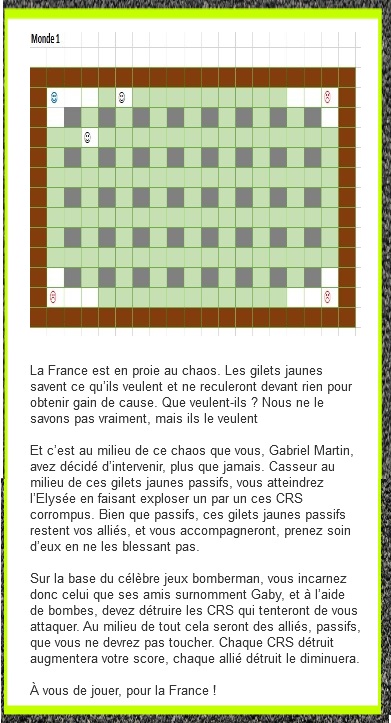 Monde 1
La France est en proie au chaos. Les gilets jaunes
savent ce qu'ils veulent et ne reculeront devant rien pour
obtenir gain de cause. Que veulent-ils ? Nous ne le
savons pas vraiment, mais ils le veulent
Et c'est au milieu de ce chaos que vous, Gabriel Martin,
avez décidé d'intervenir, plus que jamais. Casseur au
milieu de ces gilets jaunes passifs, vous atteindrez
l'Elysée en faisant exploser un par un ces CRS
corrompus. Bien que passifs, ces gilets jaunes passifs
restent vos alliés, et vous accompagneront, prenez soin
d'eux en ne les blessant pas.
Sur la base du célèbre jeux bomberman, vous incarnez
donc celui que ses amis surnomment Gaby, et à l'aide
de bombes, devez détruire les CRS qui tenteront de vous
attaquer. Au milieu de tout cela seront des alliés, passifs,
que vous ne devrez pas toucher. Chaque CRS détruit
augmentera votre score, chaque allié détruit le diminuera.
À vous de jouer, pour la France !